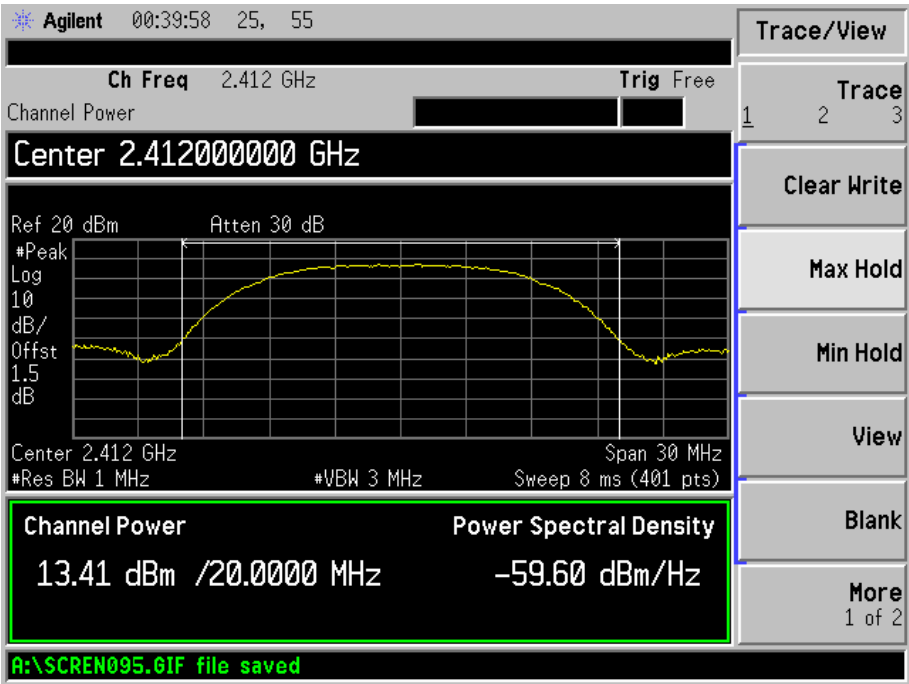 Agilent 00:39:58 25, 55
Trace/View
Ch Freq 2.412 GHz Trig Free
Channel Power
Center 2.412000000 GHz
Ref 20 dBm Atten 30 dB
#Peak
Log
10
dB/
Offst
1.5
dB
Center 2.412 GHz Span 30 MHz
#Res BW 1 MHz #VBW 3 MHz Sweep 8 ms (401 pts)
Channel Power Power Spectral Density
13.41 dBm /20.0000 MHz -59.60 dBm/Hz
A:\SCREN095.GIF file saved
Trace
1 2 3
Clear Write
Max Hold
Min Hold
View
Blank
More
1 of 2